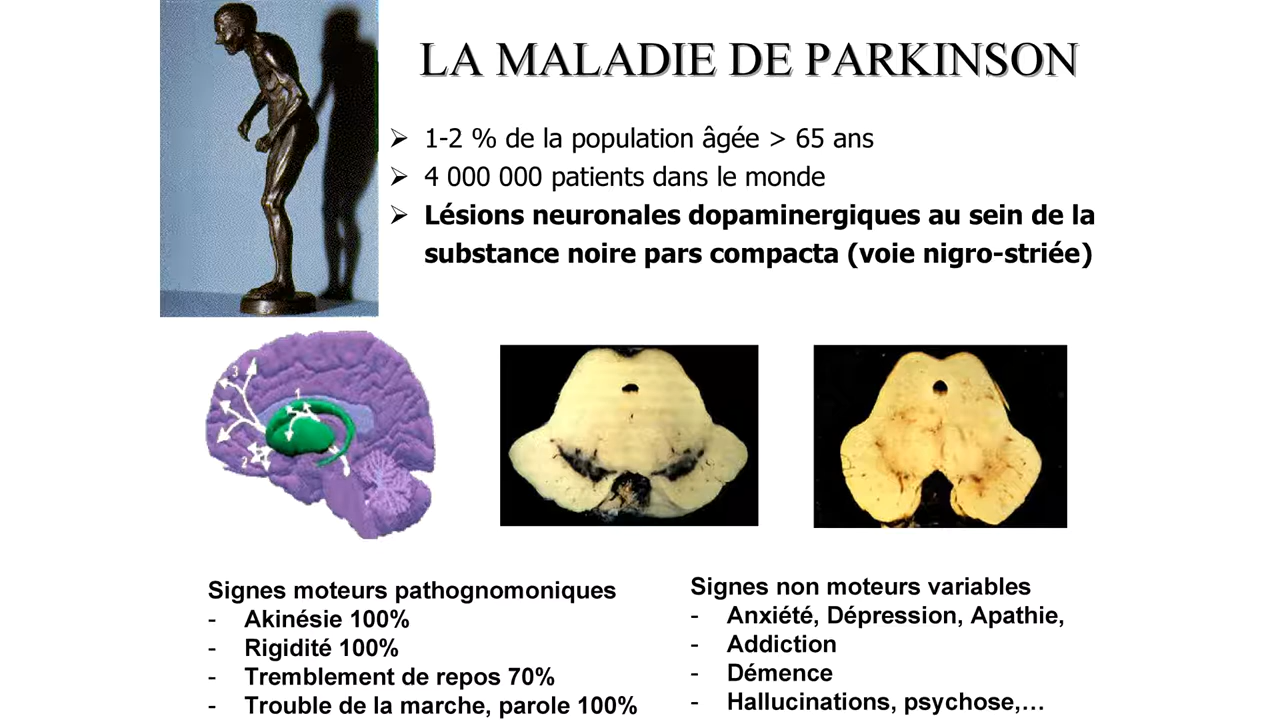 LA MALADIE DE PARKINSON
➢ 1-2 % de la population âgée > 65 ans
➢ 4 000 000 patients dans le monde
➢ Lésions neuronales dopaminergiques au sein de la
substance noire pars compacta (voie nigro-striée)
3
1
2
Signes moteurs pathognomoniques
- Akinésie 100%
- Rigidité 100%
- Tremblement de repos 70%
- Trouble de la marche, parole 100%
Signes non moteurs variables
- Anxiété, Dépression, Apathie,
- Addiction
- Démence
- Hallucinations, psychose,…